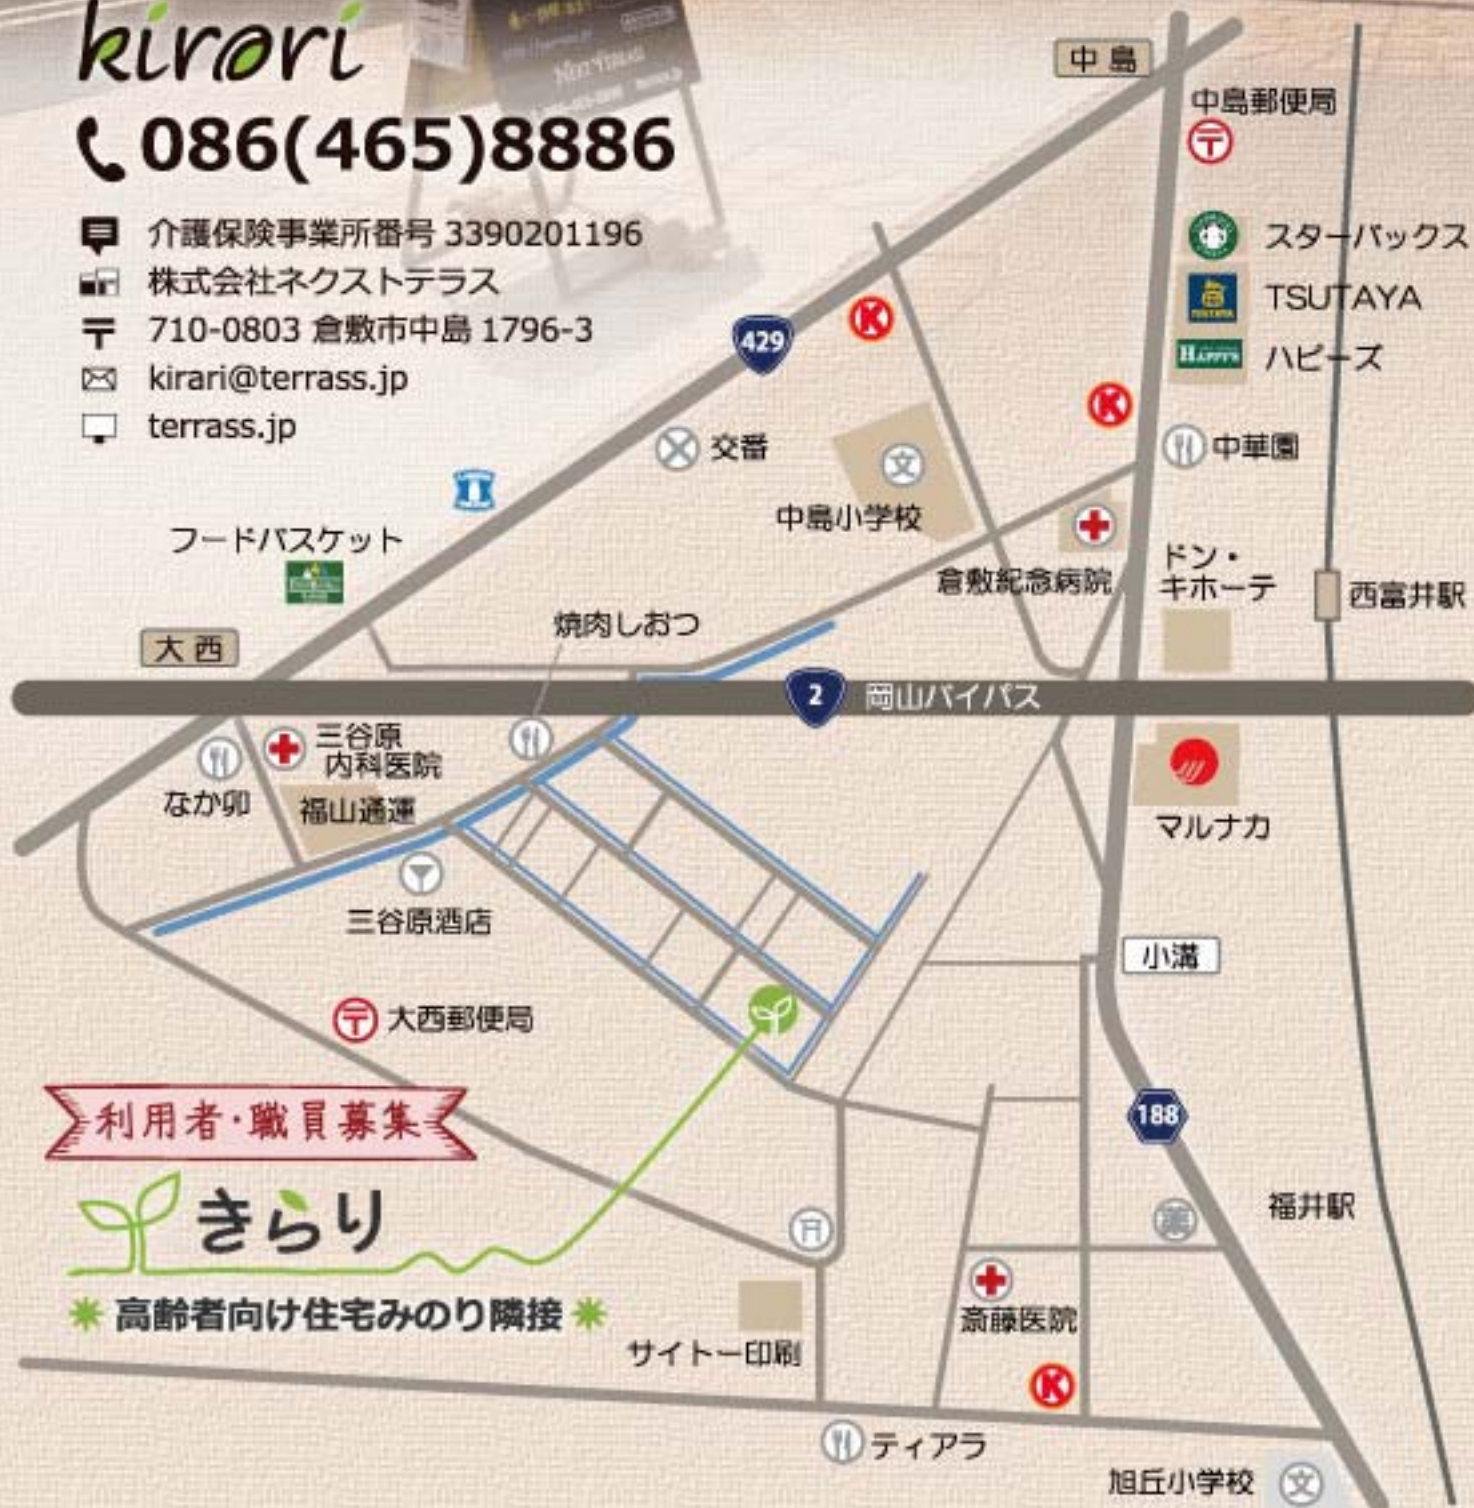 kirari
086(465)8886
介護保険事業所番号 3390201196
株式会社ネクストテラス
〒 710-0803 倉敷市中島 1796-3
kirari@terrass.jp
terrass.jp
中島
中島郵便局
〒
スターバックス
TSUTAYA
HAPPY'S ハピーズ
429
K
K
交番
文
中島小学校
中華園
フードバスケット
倉敷紀念病院
ドン・
キホーテ
西富井駅
焼肉しおつ
大西
2 岡山バイパス
三谷原
内科医院
なか卯
福山通運
マルナカ
三谷原酒店
小溝
〒 大西郵便局
利用者・職員募集
188
きらり
福井駅
薬
高齢者向け住宅みのり隣接
斎藤医院
サイトー印刷
K
ティアラ
旭丘小学校 文